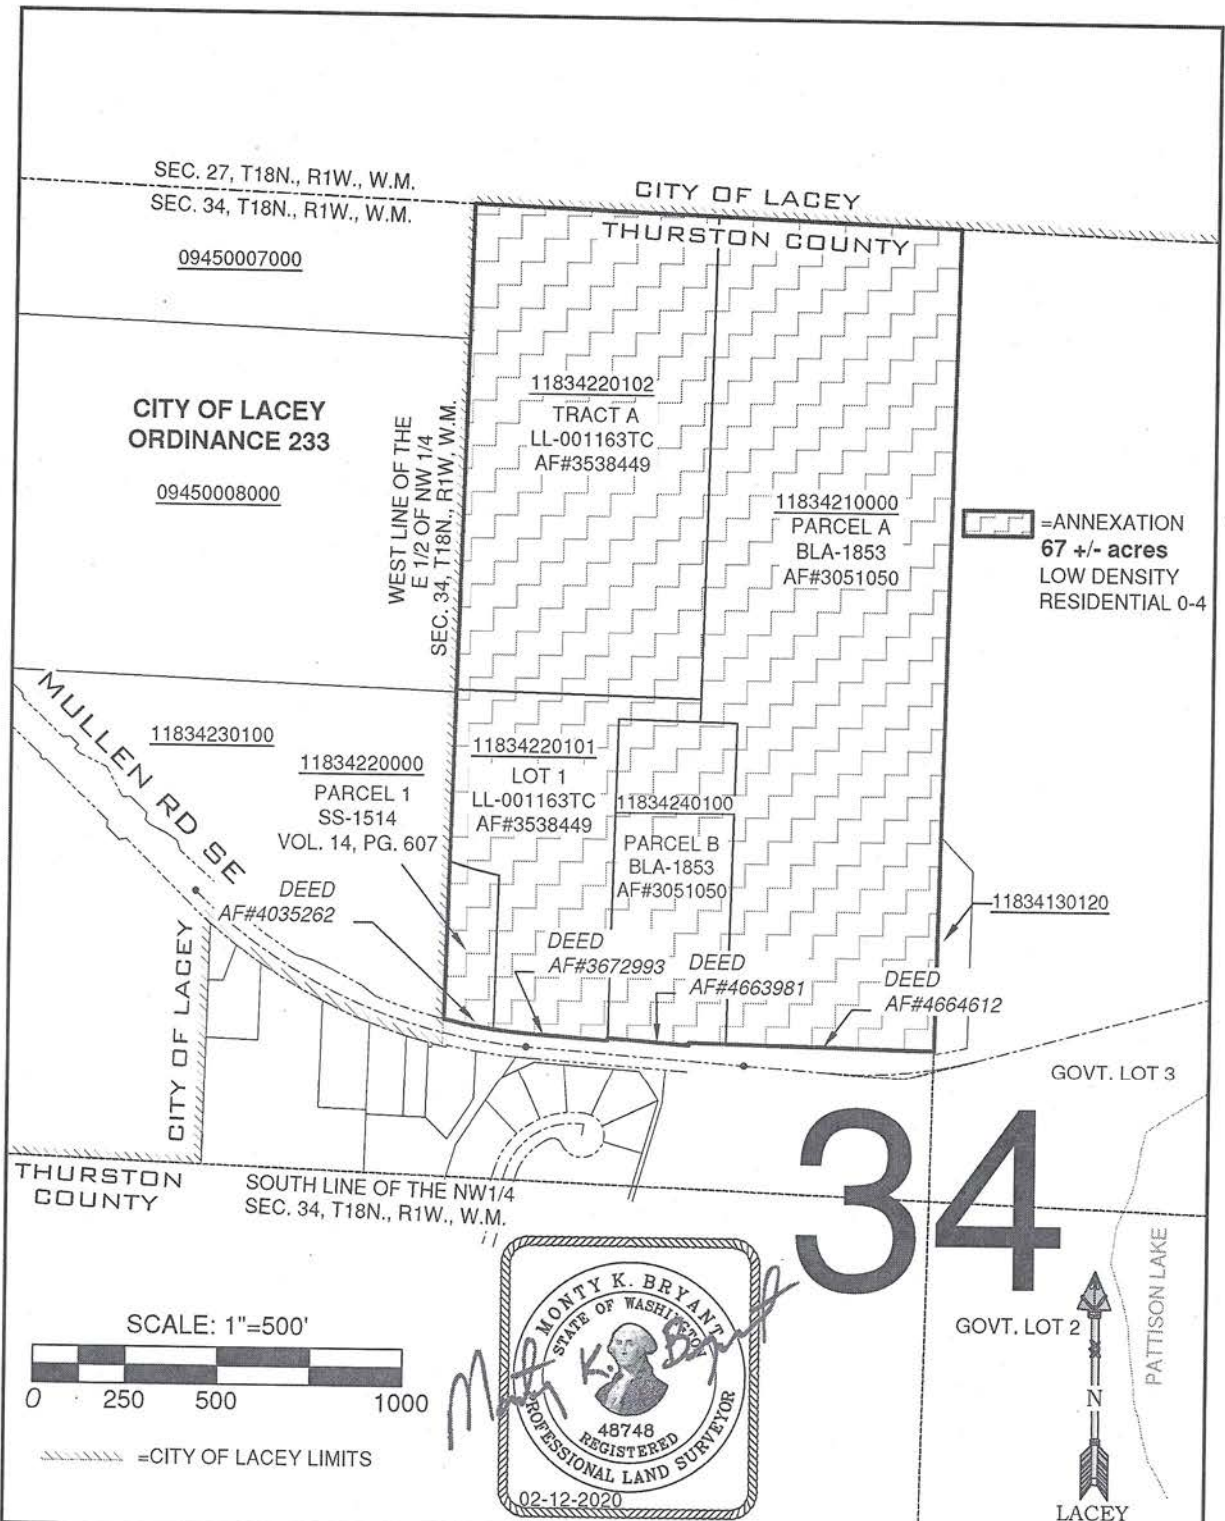 SEC. 27, T18N., R1W., W.M.
SEC. 34, T18N., R1W., W.M.
09450007000
CITY OF LACEY
THURSTON COUNTY
CITY OF LACEY
ORDINANCE 233
09450008000
WEST LINE OF THE
E 1/2 OF NW 1/4
SEC. 34, T18N., R1W, W.M.
11834220102
TRACT A
LL-001163TC
AF#3538449
11834210000
PARCEL A
BLA-1853
AF#3051050
=ANNEXATION
67 +/- acres
LOW DENSITY
RESIDENTIAL 0-4
MULLEN RD SE
11834230100
11834220000
PARCEL 1
SS-1514
VOL. 14, PG. 607
11834220101
LOT 1
LL-001163TC
AF#3538449
11834240100
PARCEL B
BLA-1853
AF#3051050
DEED
AF#4035262
DEED
AF#3672993
DEED
AF#4663981
DEED
AF#4664612
11834130120
CITY OF LACEY
GOVT. LOT 3
THURSTON
COUNTY
SOUTH LINE OF THE NW1/4
SEC. 34, T18N., R1W., W.M.
34
GOVT. LOT 2
PATTISON LAKE
SCALE: 1"=500'
0 250 500 1000
=CITY OF LACEY LIMITS
MONTY K. BRYANT
STATE OF WASHINGTON
Monty K. Bryant
48748
REGISTERED
PROFESSIONAL LAND SURVEYOR
02-12-2020
N
LACEY